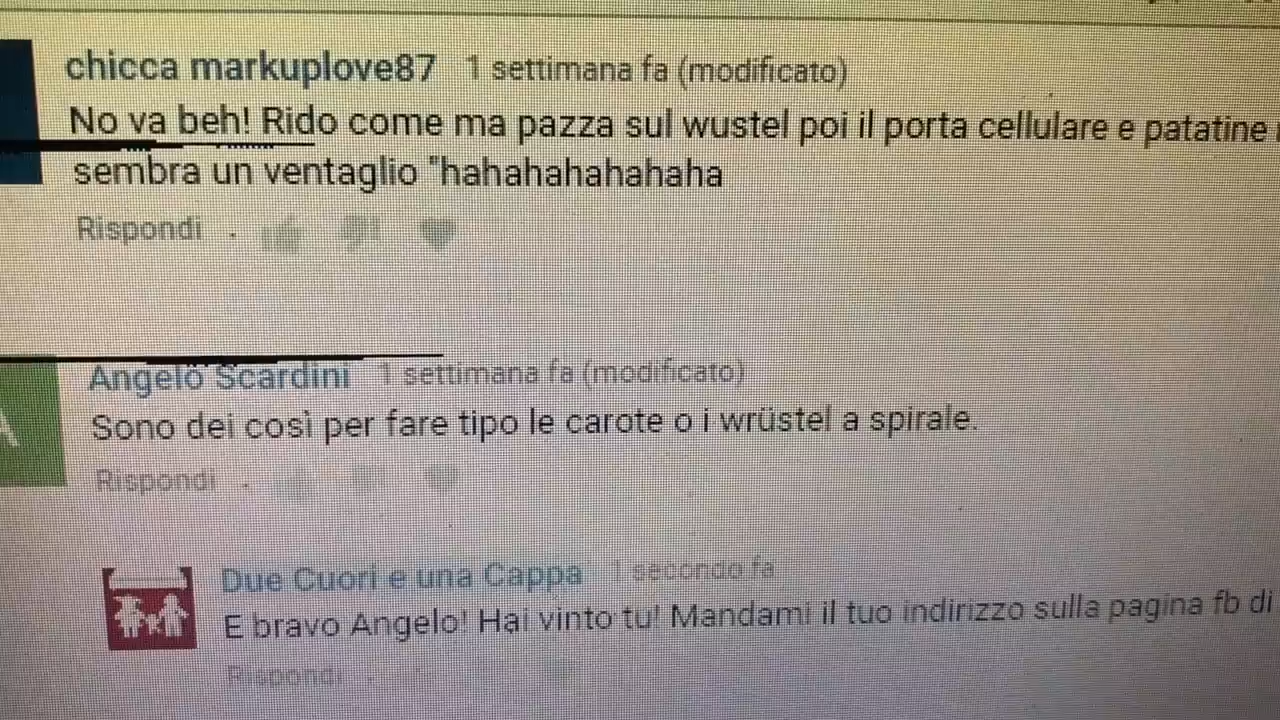 chicca markuplove87 1 settimana fa (modificato)
No va beh! Rido come ma pazza sul wustel poi il porta cellulare e patatine
sembra un ventaglio "hahahahahahaha
Rispondi
A
Angelo Scardini 1 settimana fa (modificato)
Sono dei così per fare tipo le carote o i wrüstel a spirale.
Rispondi
Due Cuori e una Cappa 1 secondo fa
E bravo Angelo! Hai vinto tu! Mandami il tuo indirizzo sulla pagina fb di
Rispondi